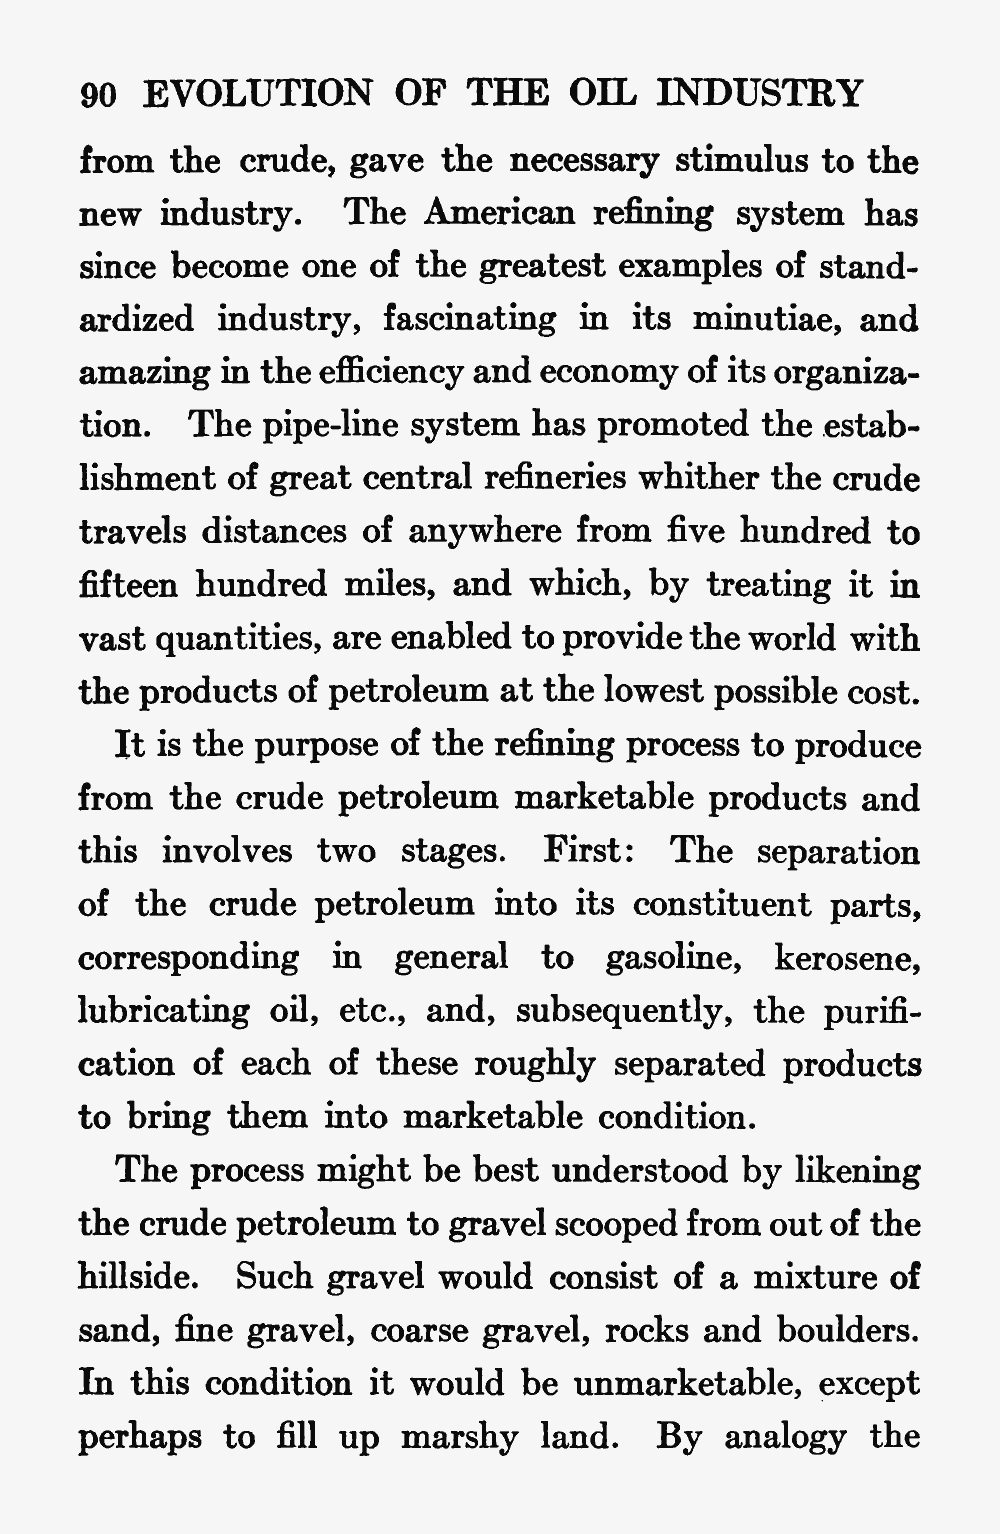 90 EVOLUTION OF THE OIL INDUSTRY
from the crude, gave the necessary stimulus to the
new industry. The American refining system has
since become one of the greatest examples of stand-
ardized industry, fascinating in its minutiae, and
amazing in the efficiency and economy of its organiza-
tion. The pipe-line system has promoted the estab-
lishment of great central refineries whither the crude
travels distances of anywhere from five hundred to
fifteen hundred miles, and which, by treating it in
vast quantities, are enabled to provide the world with
the products of petroleum at the lowest possible cost.
It is the purpose of the refining process to produce
from the crude petroleum marketable products and
this involves two stages. First: The separation
of the crude petroleum into its constituent parts,
corresponding in general to gasoline, kerosene,
lubricating oil, etc., and, subsequently, the purifi-
cation of each of these roughly separated products
to bring them into marketable condition.
The process might be best understood by likening
the crude petroleum to gravel scooped from out of the
hillside. Such gravel would consist of a mixture of
sand, fine gravel, coarse gravel, rocks and boulders.
In this condition it would be unmarketable, except
perhaps to fill up marshy land. By analogy the